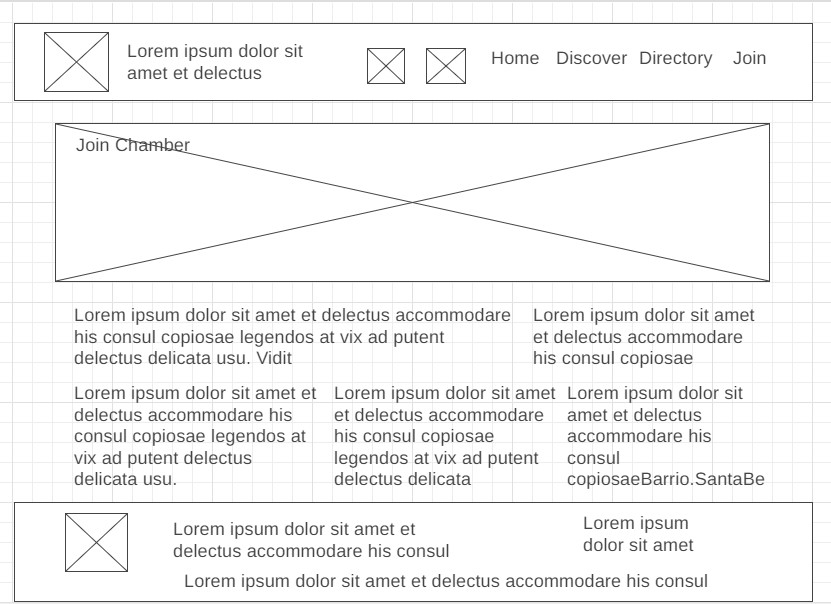 Lorem ipsum dolor sit
amet et delectus
Home Discover Directory Join
Join Chamber
Lorem ipsum dolor sit amet et delectus accommodare
his consul copiosae legendos at vix ad putent
delectus delicata usu. Vidit
Lorem ipsum dolor sit amet
et delectus accommodare
his consul copiosae
Lorem ipsum dolor sit amet et
delectus accommodare his
consul copiosae legendos at
vix ad putent delectus
delicata usu.
Lorem ipsum dolor sit amet
et delectus accommodare
his consul copiosae
legendos at vix ad putent
delectus delicata
Lorem ipsum dolor sit
amet et delectus
accommodare his
consul
copiosaeBarrio.SantaBe
Lorem ipsum dolor sit amet et
delectus accommodare his consul
Lorem ipsum
dolor sit amet
Lorem ipsum dolor sit amet et delectus accommodare his consul